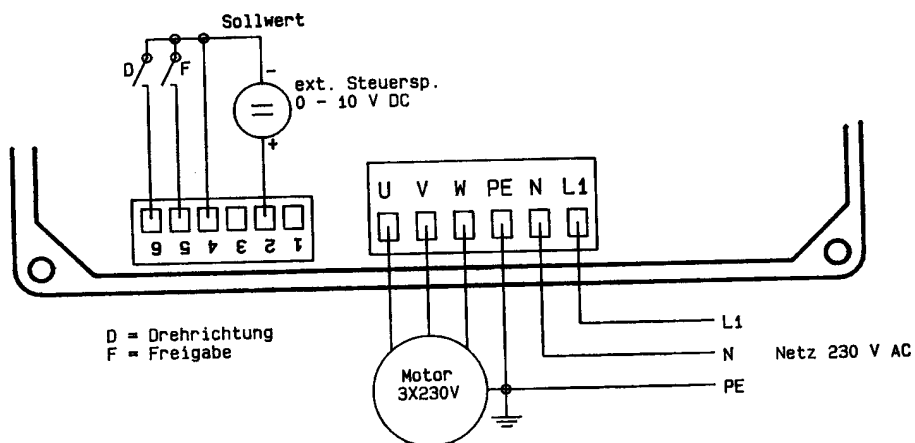 Sollwert
D
F
-
ext. Steuersp.
0 - 10 V DC
=
+
U V W PE N L1
6 5 4 3 2 1
D = Drehrichtung
F = Freigabe
Motor
3X230V
L1
N Netz 230 V AC
PE